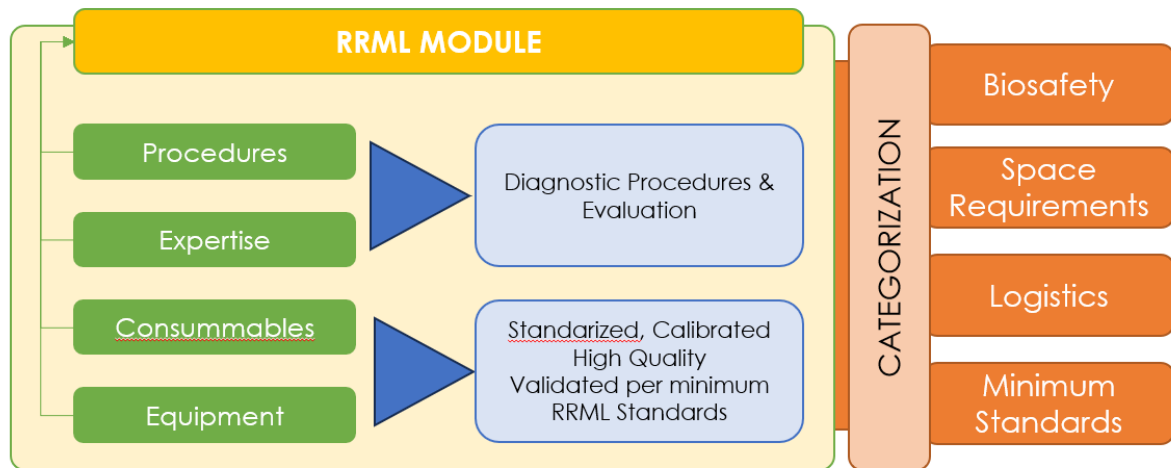 RRML MODULE
Procedures
Expertise
Consummables
Equipment
Diagnostic Procedures &
Evaluation
Standarized, Calibrated
High Quality
Validated per minimum
RRML Standards
CATEGORIZATION
Biosafety
Space
Requirements
Logistics
Minimum
Standards